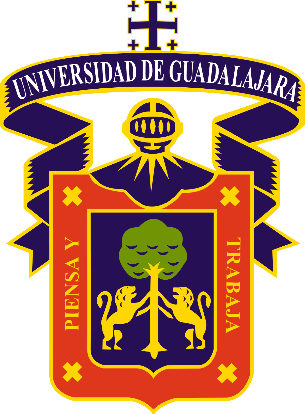 UNIVERSIDAD DE GUADALAJARA
PIENSA Y
TRABAJA